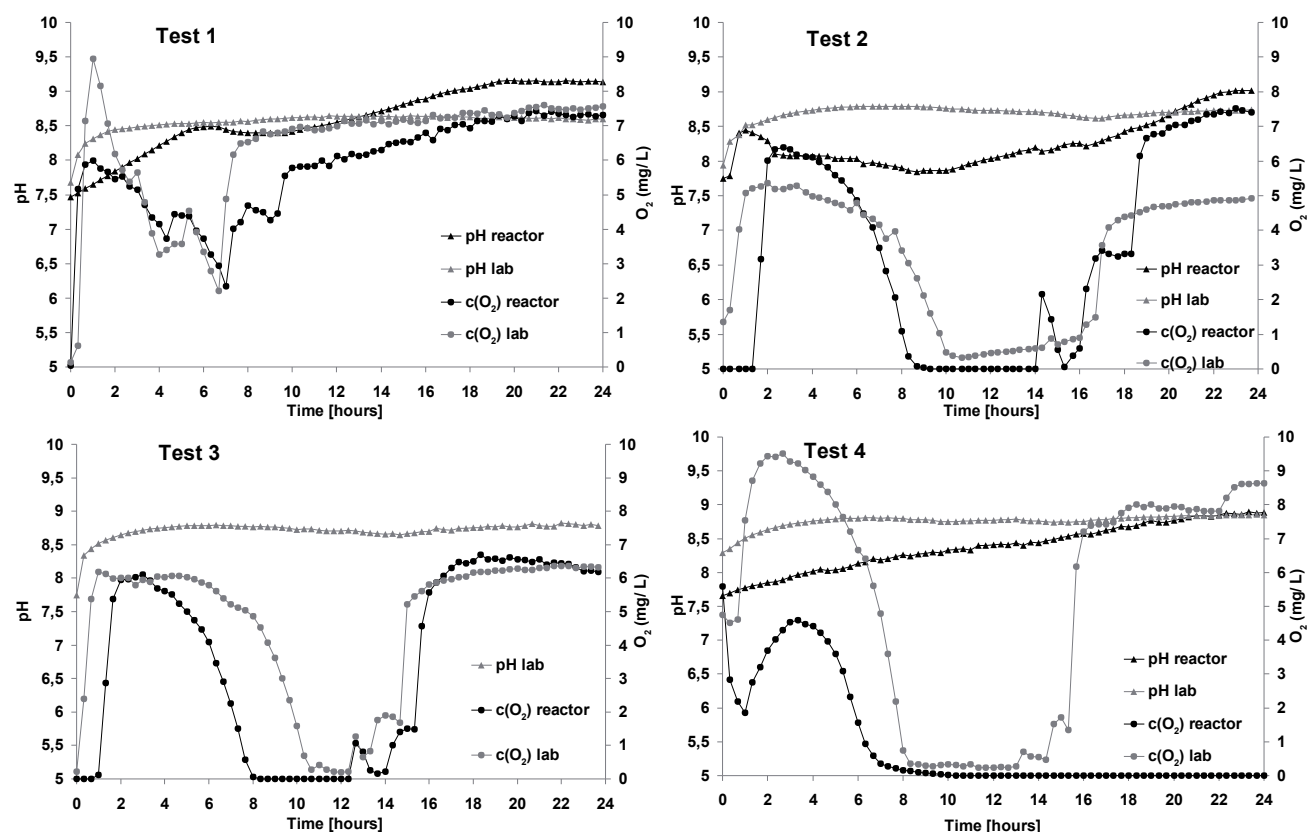 Test 1
10
9,5
9
8,5
8
7,5
7
6,5
6
5,5
5
pH
10
9
8
7
6
5
4
3
2
1
0
O2 (mg/ L)
pH reactor
pH lab
c(O2) reactor
c(O2) lab
0 2 4 6 8 10 12 14 16 18 20 22 24
Time [hours]
Test 2
10
9,5
9
8,5
8
7,5
7
6,5
6
5,5
5
pH
10
9
8
7
6
5
4
3
2
1
0
O2 (mg/ L)
pH reactor
pH lab
c(O2) reactor
c(O2) lab
0 2 4 6 8 10 12 14 16 18 20 22 24
Time [hours]
Test 3
10
9,5
9
8,5
8
7,5
7
6,5
6
5,5
5
pH
10
9
8
7
6
5
4
3
2
1
0
O2 (mg/ L)
pH lab
c(O2) reactor
c(O2) lab
0 2 4 6 8 10 12 14 16 18 20 22 24
Time [hours]
Test 4
10
9,5
9
8,5
8
7,5
7
6,5
6
5,5
5
pH
10
9
8
7
6
5
4
3
2
1
0
O2 (mg/ L)
pH reactor
pH lab
c(O2) reactor
c(O2) lab
0 2 4 6 8 10 12 14 16 18 20 22 24
Time [hours]